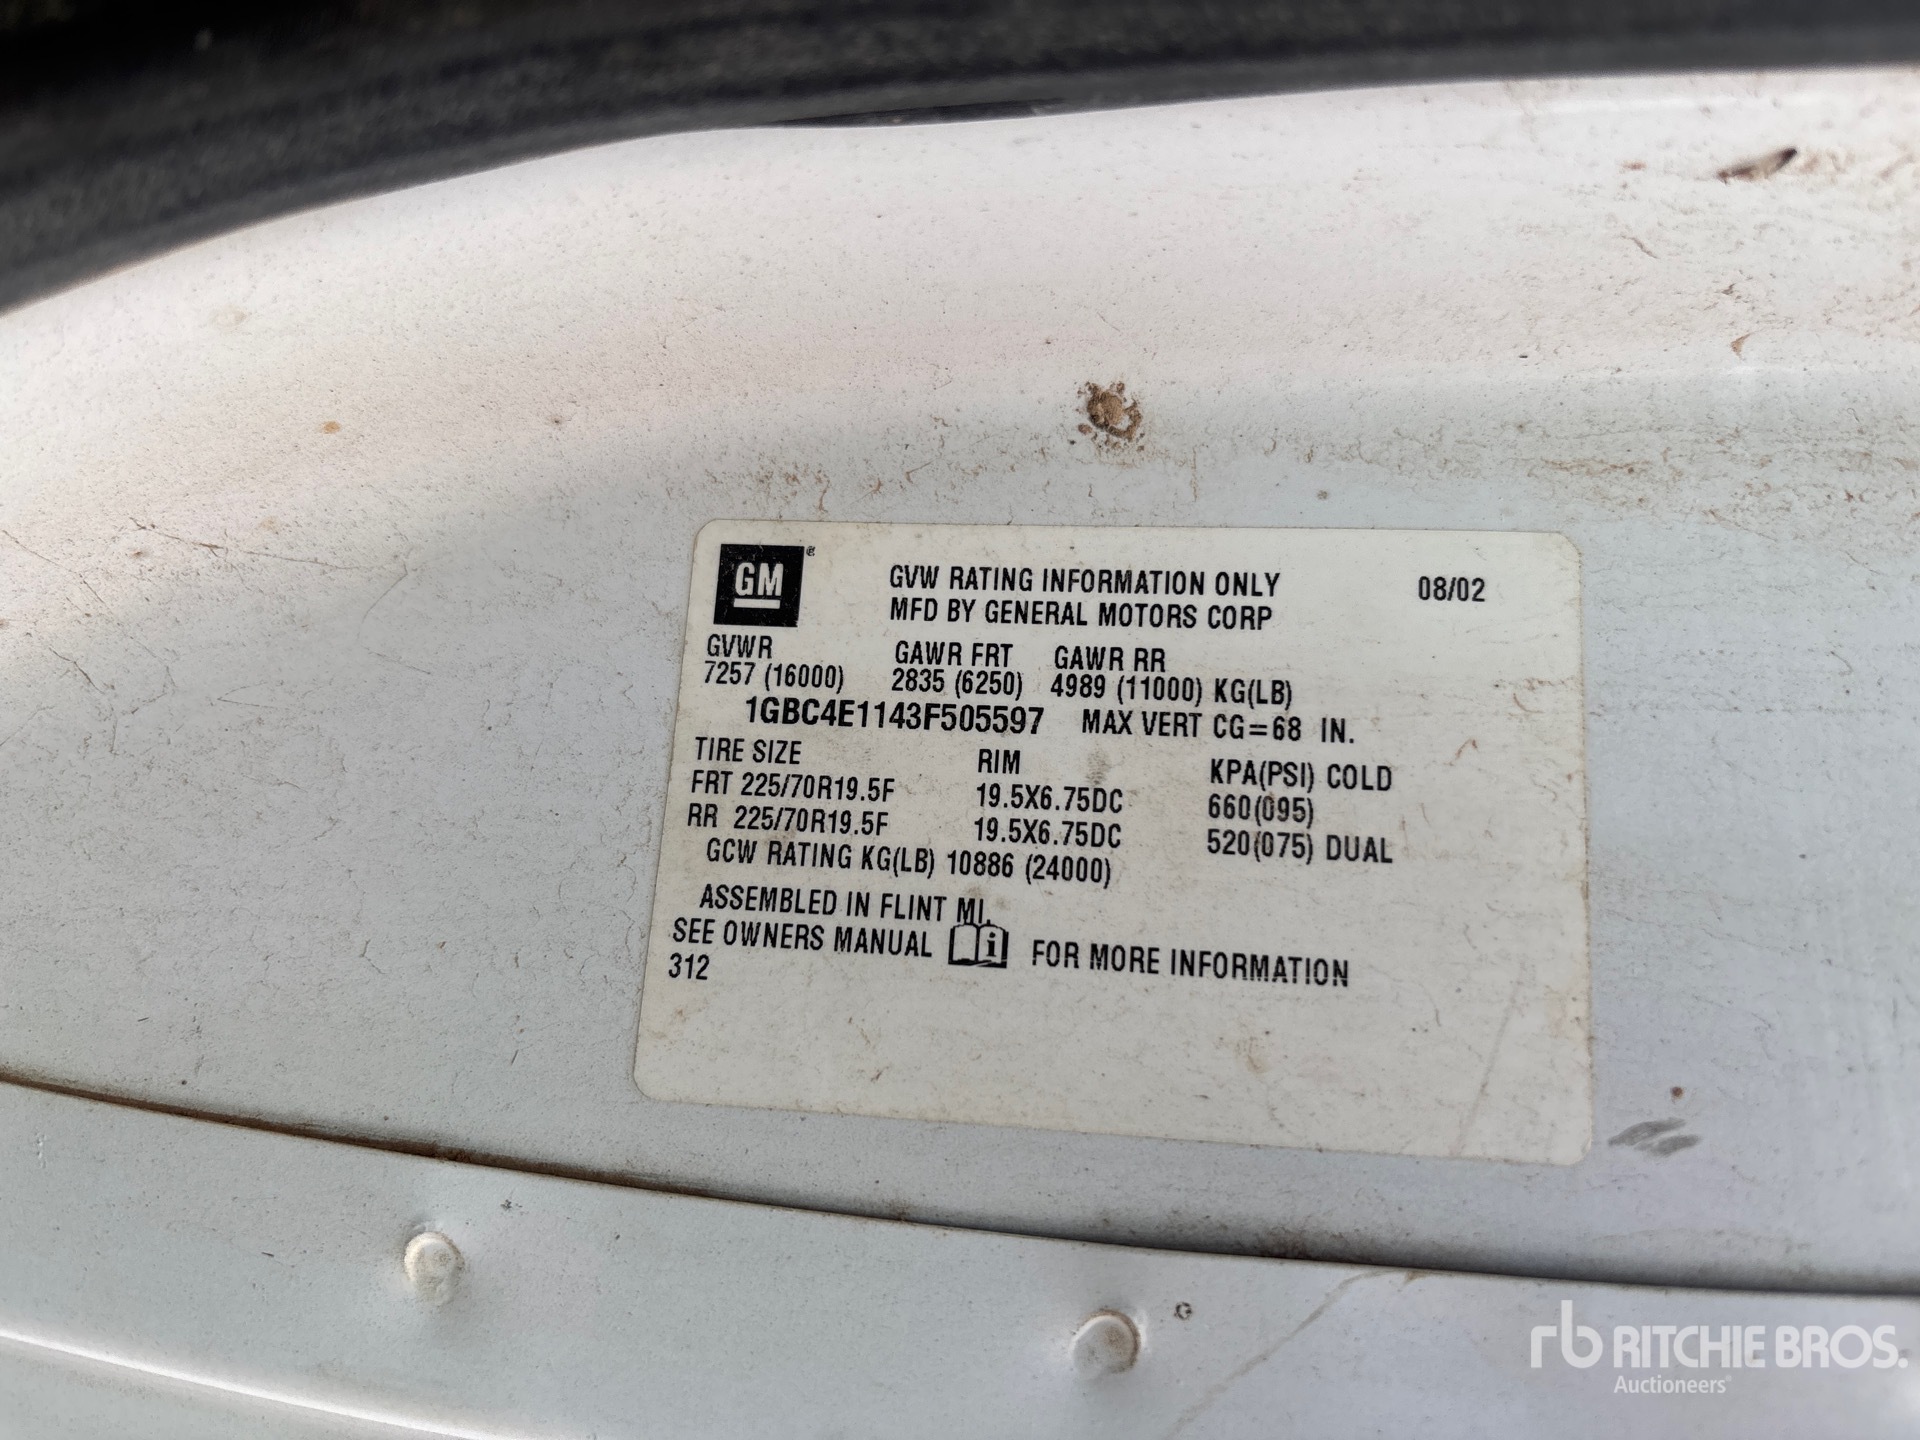 GM
GVW RATING INFORMATION ONLY 08/02
MFD BY GENERAL MOTORS CORP
GVWR GAWR FRT GAWR RR
7257 (16000) 2835 (6250) 4989 (11000) KG(LB)
1GBC4E1143F505597 MAX VERT CG=68 IN.
TIRE SIZE RIM KPA(PSI) COLD
FRT 225/70R19.5F 19.5X6.75DC 660(095)
RR 225/70R19.5F 19.5X6.75DC 520(075) DUAL
GCW RATING KG(LB) 10886 (24000)
ASSEMBLED IN FLINT MI.
SEE OWNERS MANUAL i FOR MORE INFORMATION
312
rb RITCHIE BROS.
Auctioneers